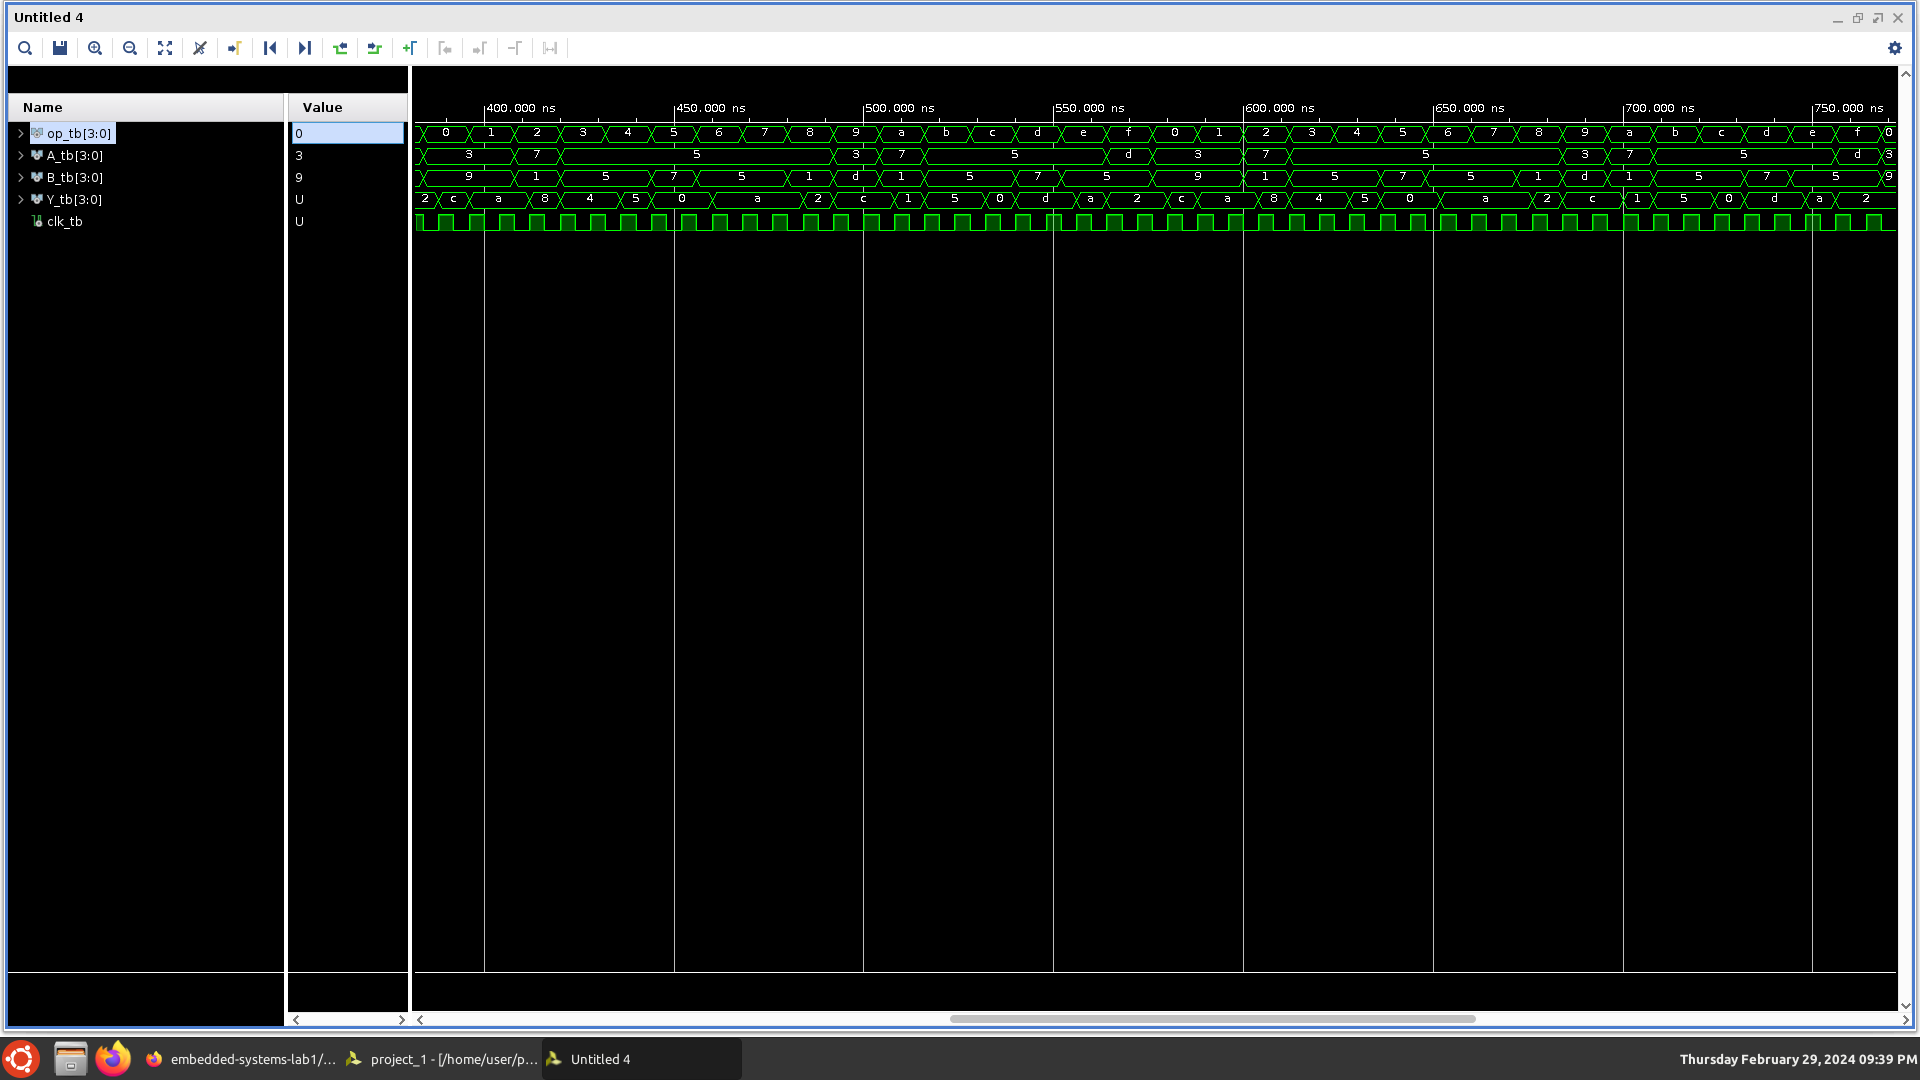 Untitled 4
Name Value
400.000 ns 450.000 ns 500.000 ns 550.000 ns 600.000 ns 650.000 ns 700.000 ns 750.000 ns
op_tb[3:0] 0 0 1 2 3 4 5 6 7 8 9 a b c d e f 0 1 2 3 4 5 6 7 8 9 a b c d e f 0
A_tb[3:0] 3 3 7 5 3 7 5 d 3 7 5 3 7 5 d 3
B_tb[3:0] 9 9 1 5 7 5 1 d 1 5 7 5 9 1 5 7 5 1 d 1 5 7 5 9
Y_tb[3:0] U 2 c a 8 4 5 0 a 2 c 1 5 0 d a 2 c a 8 4 5 0 a 2 c 1 5 0 d a 2
clk_tb U
embedded-systems-lab1/... project_1 - [/home/user/p... Untitled 4 Thursday February 29, 2024 09:39 PM